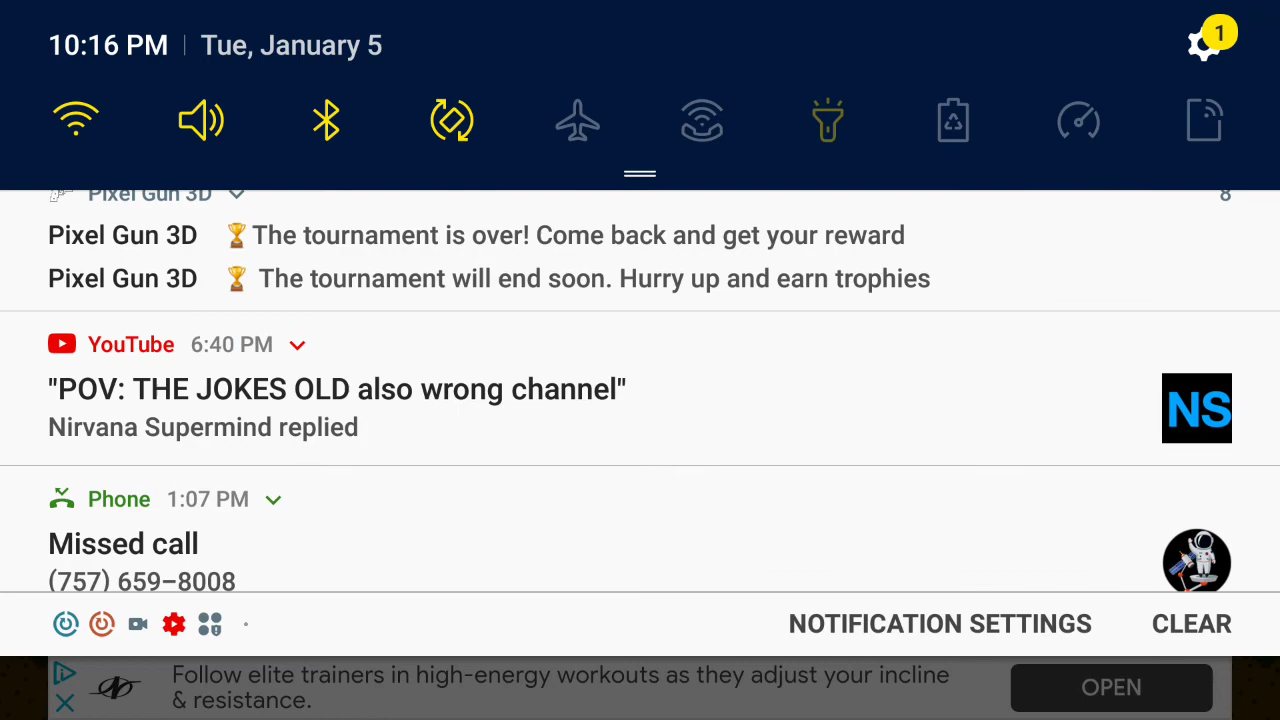 10:16 PM | Tue, January 5
1
Pixel Gun 3D
8
Pixel Gun 3D 🏆The tournament is over! Come back and get your reward
Pixel Gun 3D 🏆 The tournament will end soon. Hurry up and earn trophies
YouTube 6:40 PM
"POV: THE JOKES OLD also wrong channel"
Nirvana Supermind replied
NS
Phone 1:07 PM
Missed call
(757) 659–8008
NOTIFICATION SETTINGS CLEAR
Follow elite trainers in high-energy workouts as they adjust your incline
& resistance.
OPEN